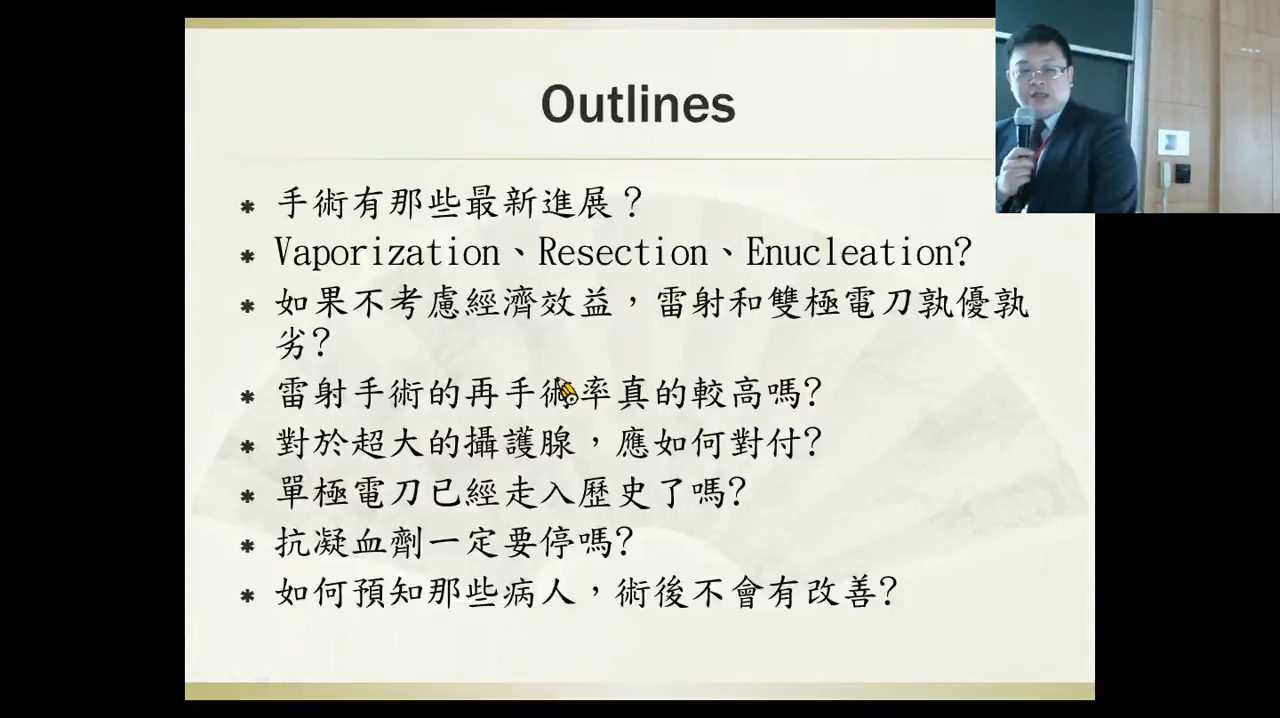 Outlines
手術有那些最新進展？
Vaporization、Resection、Enucleation?
如果不考慮經濟效益，雷射和雙極電刀孰優孰
劣?
雷射手術的再手術率真的較高嗎?
對於超大的攝護腺，應如何對付?
單極電刀已經走入歷史了嗎?
抗凝血劑一定要停嗎?
如何預知那些病人，術後不會有改善?